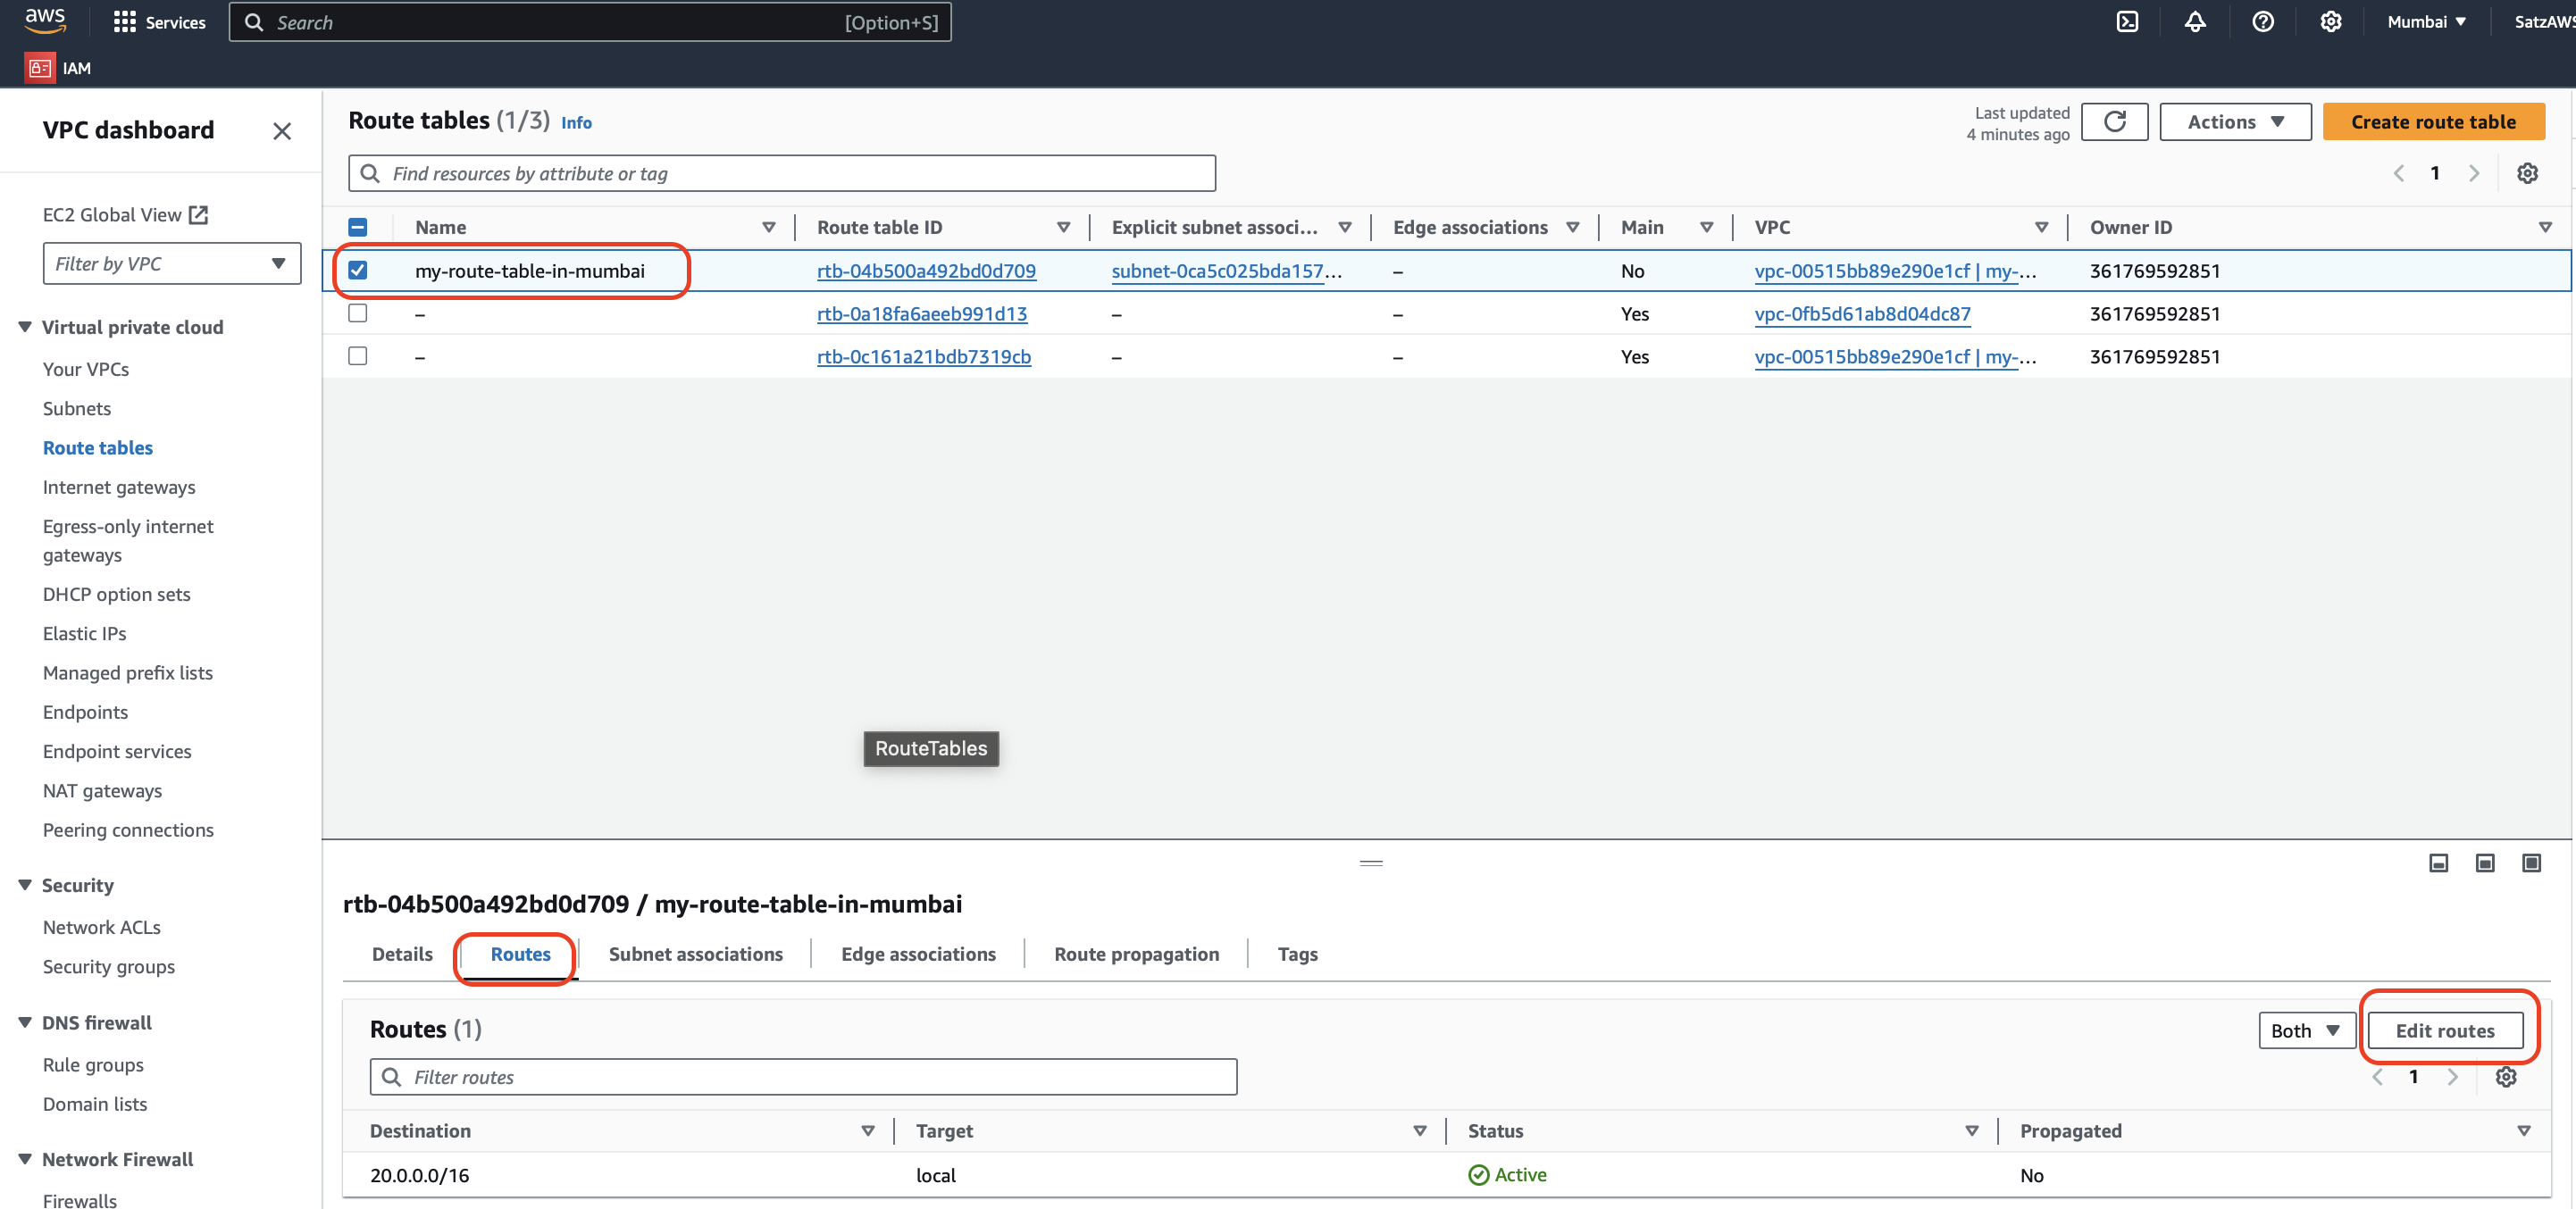 aws
Services
Search [Option+S]
Mumbai
SatzAWS
IAM
VPC dashboard
EC2 Global View
Filter by VPC
Virtual private cloud
Your VPCs
Subnets
Route tables
Internet gateways
Egress-only internet
gateways
DHCP option sets
Elastic IPs
Managed prefix lists
Endpoints
Endpoint services
NAT gateways
Peering connections
Security
Network ACLs
Security groups
DNS firewall
Rule groups
Domain lists
Network Firewall
Firewalls
Route tables (1/3) Info
Last updated
4 minutes ago
Actions
Create route table
Find resources by attribute or tag
1
Name Route table ID Explicit subnet associ... Edge associations Main VPC Owner ID
my-route-table-in-mumbai rtb-04b500a492bd0d709 subnet-0ca5c025bda157... – No vpc-00515bb89e290e1cf | my-... 361769592851
– rtb-0a18fa6aeeb991d13 – – Yes vpc-0fb5d61ab8d04dc87 361769592851
– rtb-0c161a21bdb7319cb – – Yes vpc-00515bb89e290e1cf | my-... 361769592851
RouteTables
rtb-04b500a492bd0d709 / my-route-table-in-mumbai
Details Routes Subnet associations Edge associations Route propagation Tags
Routes (1)
Both Edit routes
Filter routes
1
Destination Target Status Propagated
20.0.0.0/16 local Active No